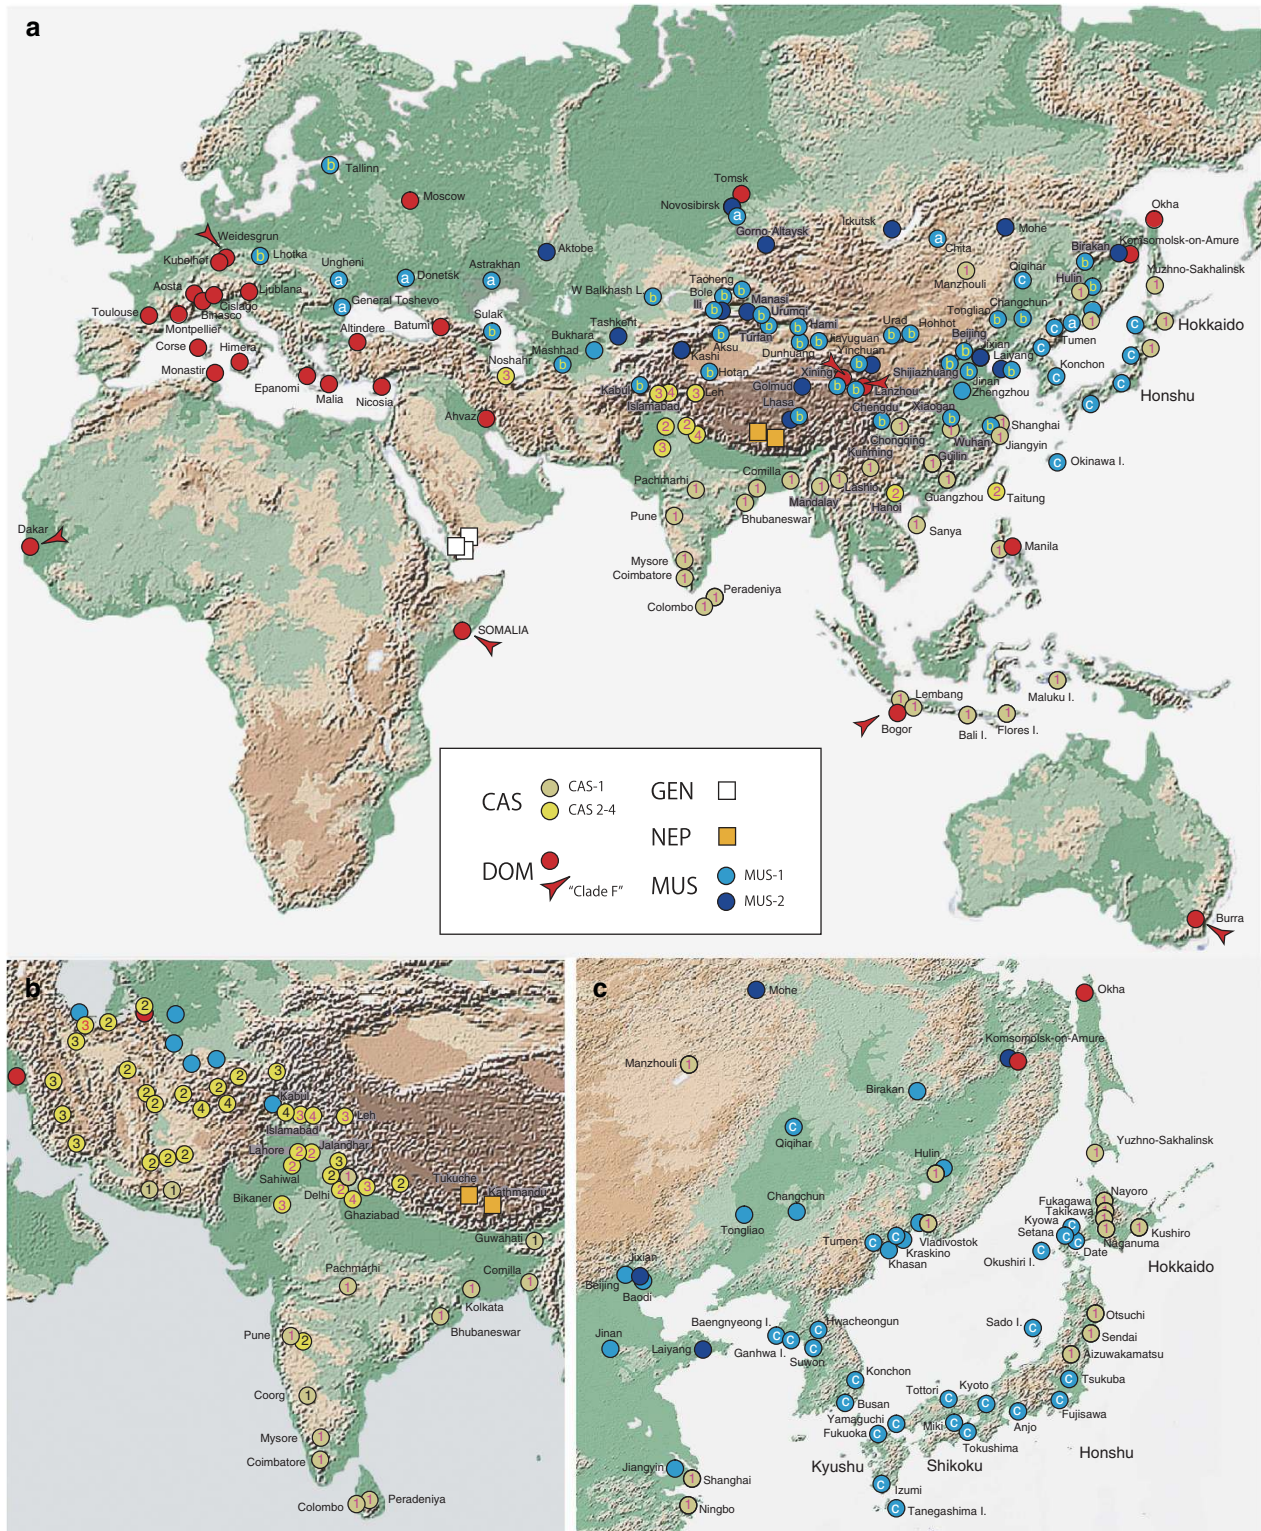 a
Tallinn
Moscow
Tomsk
Novosibirsk
a
Gorno-Altaysk
Irkutsk
Mohe
Okha
Chita
Birakan
Komsomolsk-on-Amure
Weidesgrun
Kubelhof
Lhotka
Ungheni
Donetsk
Astrakhan
Aktobe
Manzhouli
Qiqihar
Hulin
Yuzhno-Sakhalinsk
Aosta
Ljublana
Cislago
Binasco
General Toshevo
W Balkhash L.
Tacheng
Bole
Ili
Manasi
Urumqi
Changchun
Tongliao
Toulouse
Montpellier
Altindere
Batumi
Sulak
Tashkent
Bukhara
Turfan
Hami
Urad
Hohhot
Beijing
Tumen
Hokkaido
Corse
Himera
Mashhad
Aksu
Kashi
Dunhuang
Jiayuguan
Yinchuan
Jixian
Laiyang
Konchon
Monastir
Epanomi
Malia
Nicosia
Noshahr
Hotan
Xining
Shijiazhuang
Jinan
Zhengzhou
Honshu
Kabul
Islamabad
Leh
Golmud
Lanzhou
Lhasa
Chengdu
Xiaogan
Ahvaz
Chongqing
Wuhan
Shanghai
Jiangyin
Kunming
Guilin
Okinawa I.
Pachmarhi
Comilla
Mandalay
Lashio
Guangzhou
Taitung
Hanoi
Bhubaneswar
Pune
Sanya
Dakar
Manila
Mysore
Coimbatore
Peradeniya
Colombo
SOMALIA
Maluku I.
Lembang
Bogor
Bali I.
Flores I.
CAS
CAS-1
CAS 2-4
GEN
NEP
DOM
"Clade F"
MUS
MUS-1
MUS-2
Burra
b
Kabul
Leh
Islamabad
Lahore
Jalandhar
Sahiwal
Bikaner
Delhi
Ghaziabad
Tukuche
Kathmandu
Guwahati
Pachmarhi
Comilla
Kolkata
Bhubaneswar
Pune
Coorg
Mysore
Coimbatore
Colombo
Peradeniya
c
Mohe
Okha
Komsomolsk-on-Amure
Manzhouli
Birakan
Qiqihar
Yuzhno-Sakhalinsk
Hulin
Changchun
Tongliao
Nayoro
Fukagawa
Takikawa
Kyowa
Setana
Kushiro
Naganuma
Date
Okushiri I.
Hokkaido
Tumen
Vladivostok
Kraskino
Khasan
Jixian
Beijing
Baodi
Baengnyeong I.
Hwacheongun
Ganhwa I.
Suwon
Jinan
Laiyang
Sado I.
Otsuchi
Sendai
Aizuwakamatsu
Konchon
Busan
Tottori
Kyoto
Tsukuba
Fujisawa
Yamaguchi
Fukuoka
Miki
Anjo
Tokushima
Honshu
Kyushu
Shikoku
Jiangyin
Shanghai
Ningbo
Izumi
Tanegashima I.